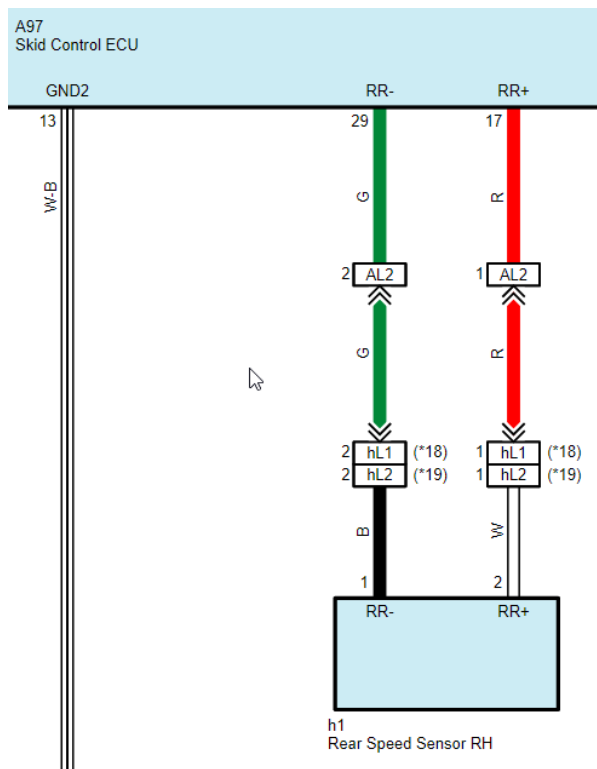 A97
Skid Control ECU
GND2 RR- RR+
13 29 17
W-B G R
2 AL2 1 AL2
G R
2 hL1 (*18) 1 hL1 (*18)
2 hL2 (*19) 1 hL2 (*19)
B W
1 2
RR- RR+
h1
Rear Speed Sensor RH